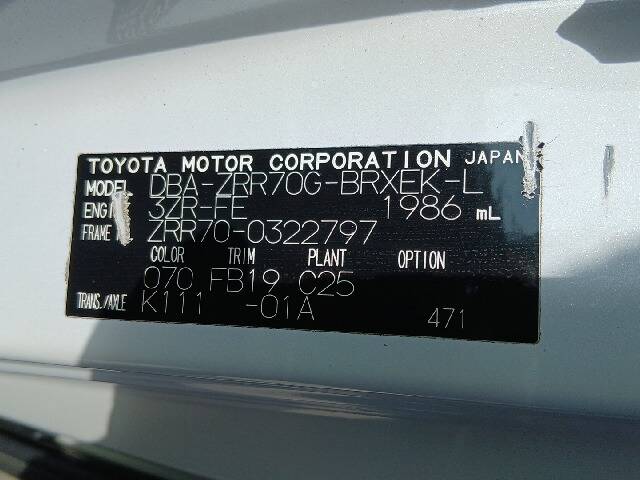 TOYOTA MOTOR CORPORATION JAPAN
MODEL DBA-ZRR70G-BRXEK-L
ENGI 3ZR-FE 1986 mL
FRAME ZRR70-0322797
COLOR TRIM PLANT OPTION
070 FB19 C25
TRANS./AXLE K111 -01A
471